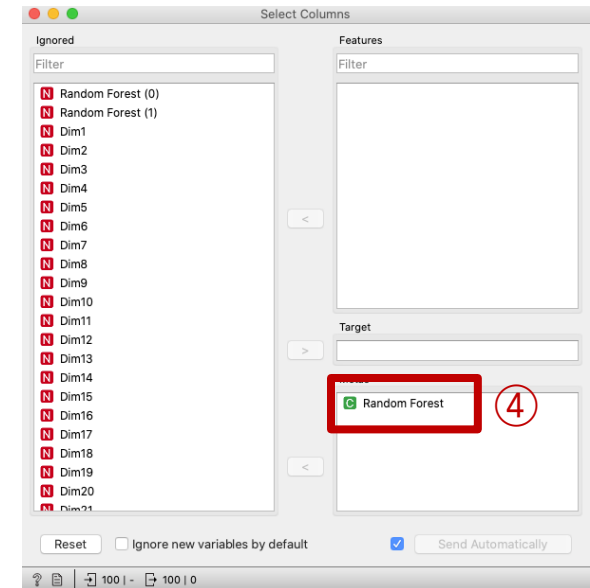 Select Columns
Ignored
Filter
N Random Forest (0)
N Random Forest (1)
N Dim1
N Dim2
N Dim3
N Dim4
N Dim5
N Dim6
N Dim7
N Dim8
N Dim9
N Dim10
N Dim11
N Dim12
N Dim13
N Dim14
N Dim15
N Dim16
N Dim17
N Dim18
N Dim19
N Dim20
N Dim21
<
>
<
Features
Filter
Target
Metas
C Random Forest
④
Reset
Ignore new variables by default
Send Automatically
? 100 | - 100 | 0